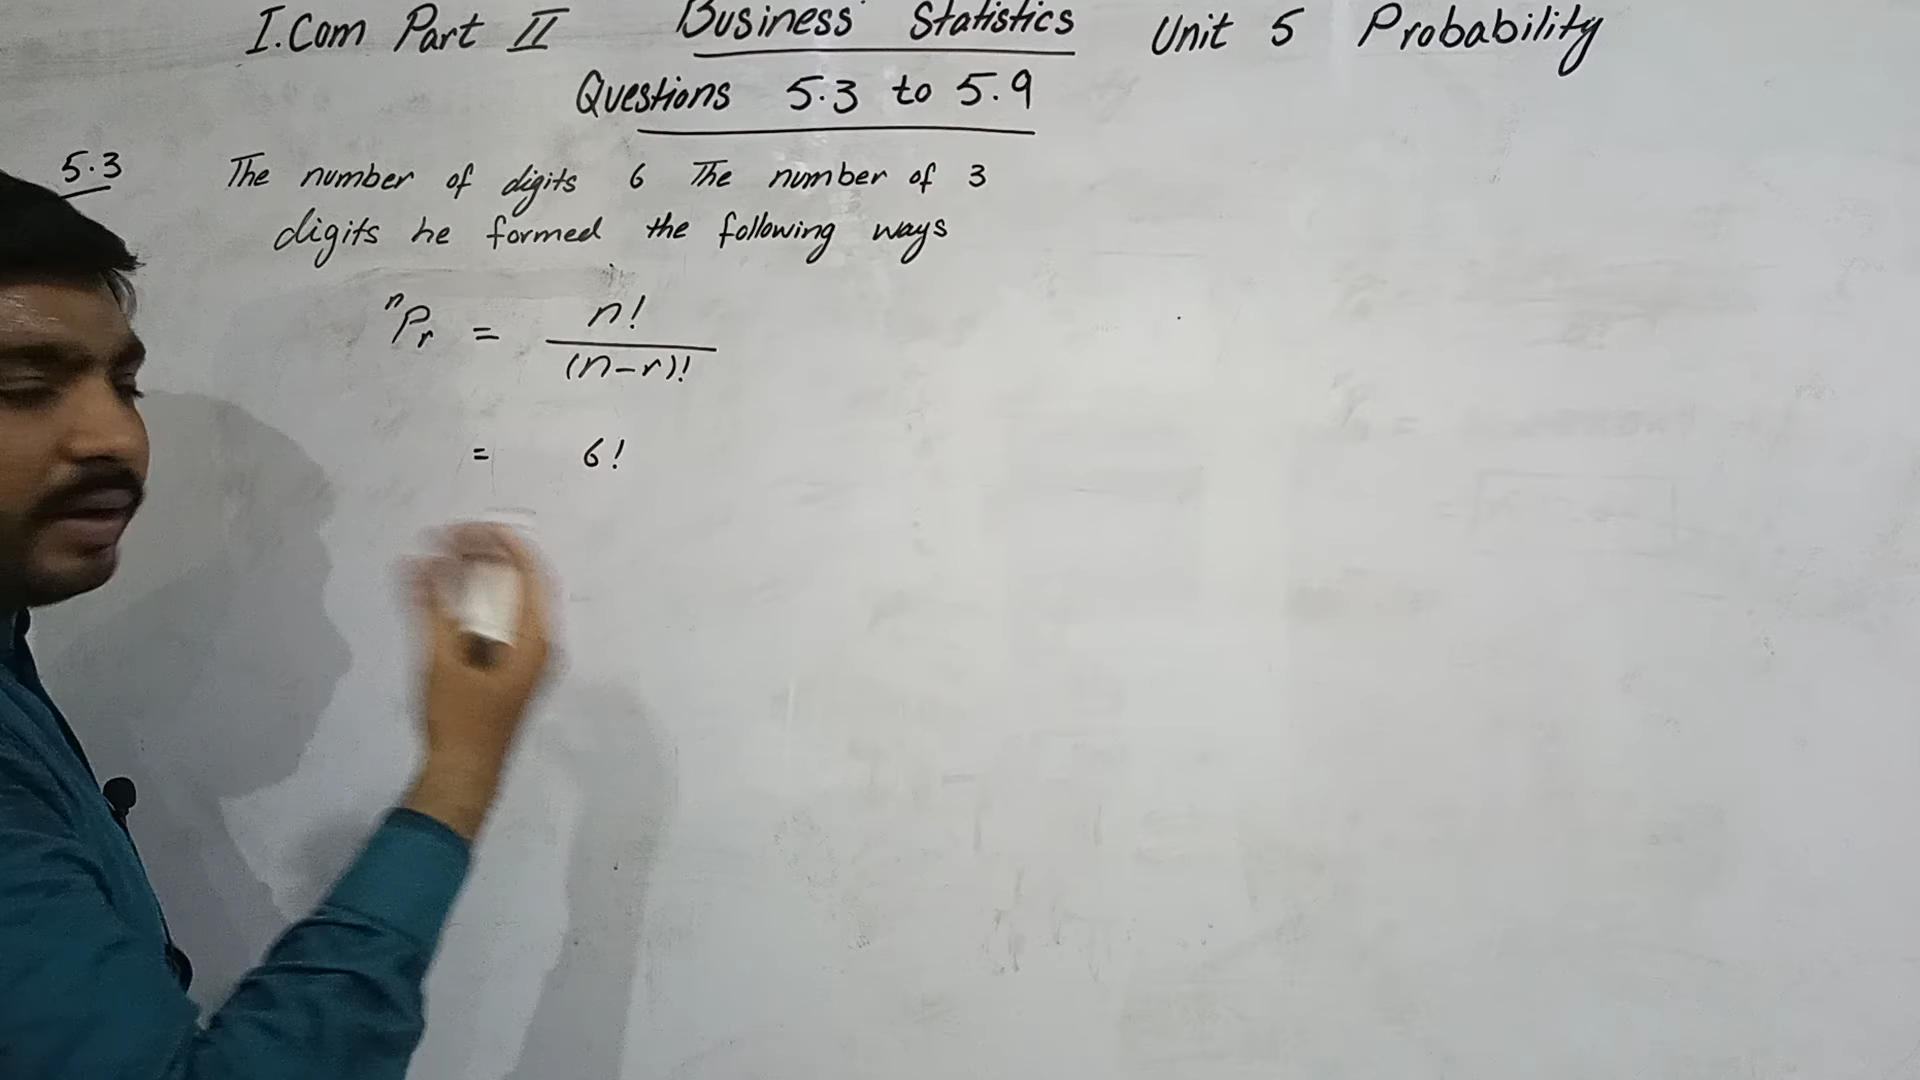 I.Com Part II Business Statistics Unit 5 Probability
Questions 5.3 to 5.9
5.3 The number of digits 6 The number of 3
digits be formed the following ways
ⁿPᵣ = n! / (n-r)!
= 6!